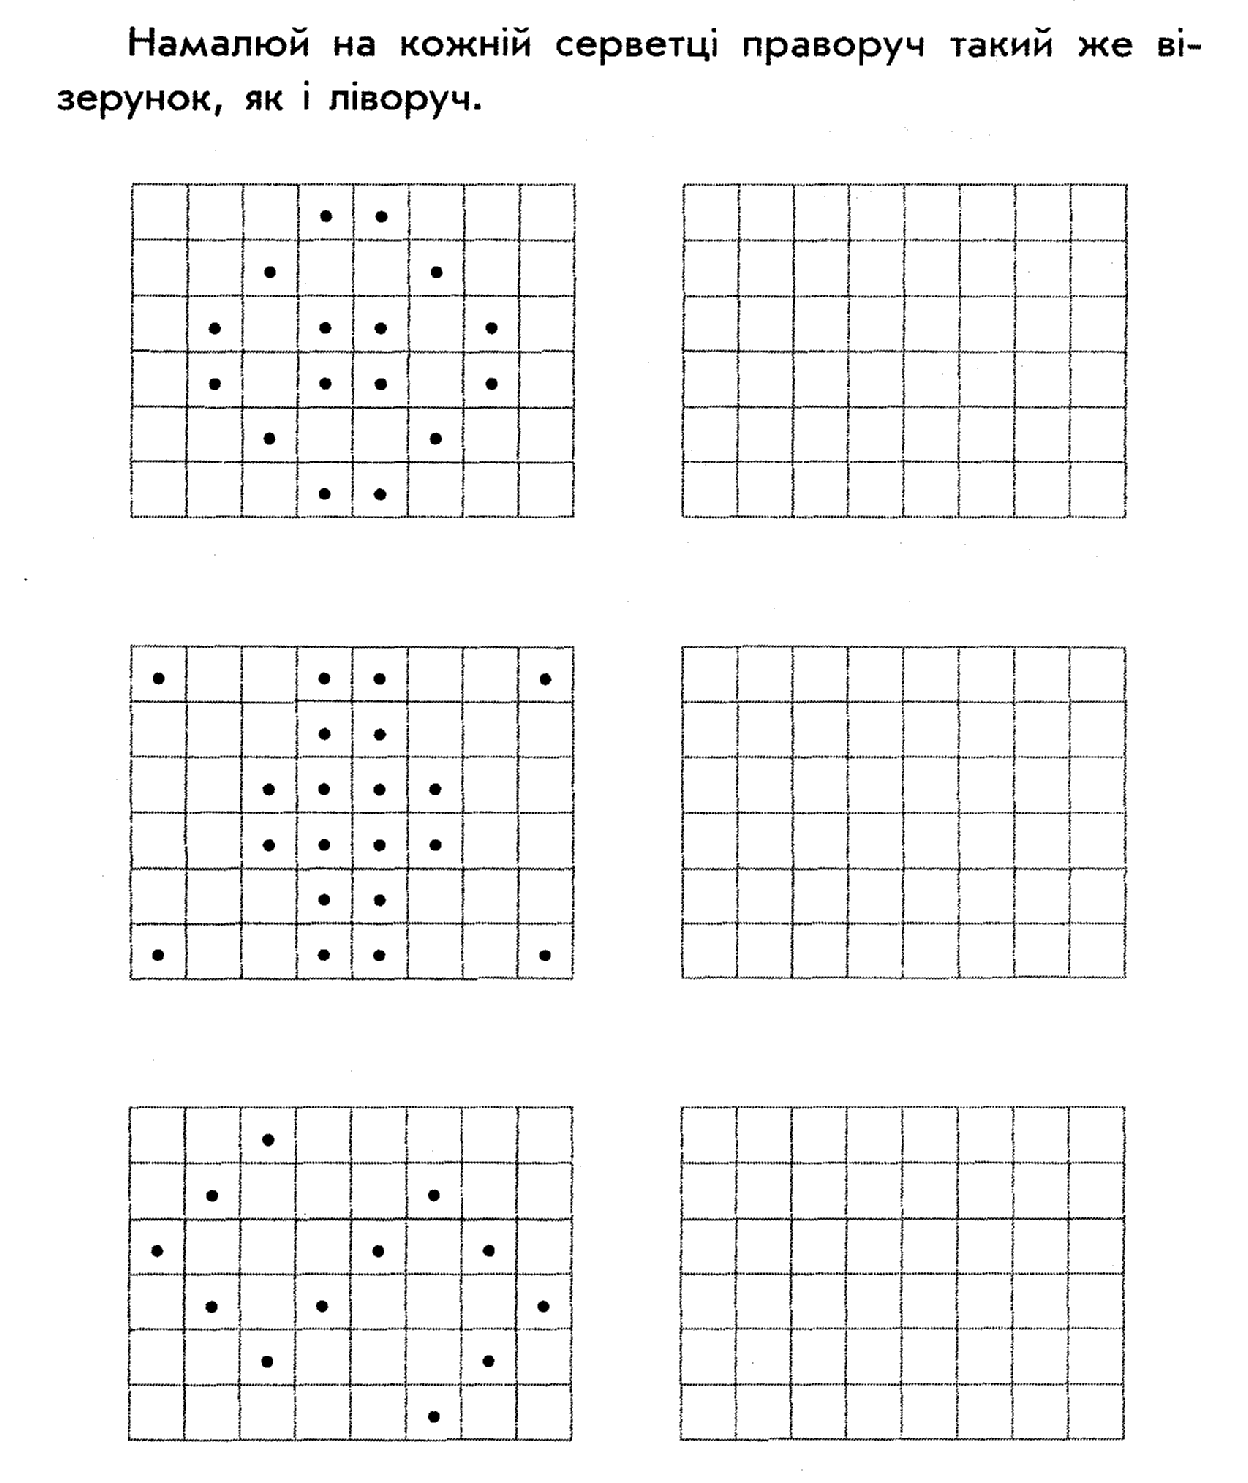 Намалюй на кожній серветці праворуч такий же ві-
зерунок, як і ліворуч.